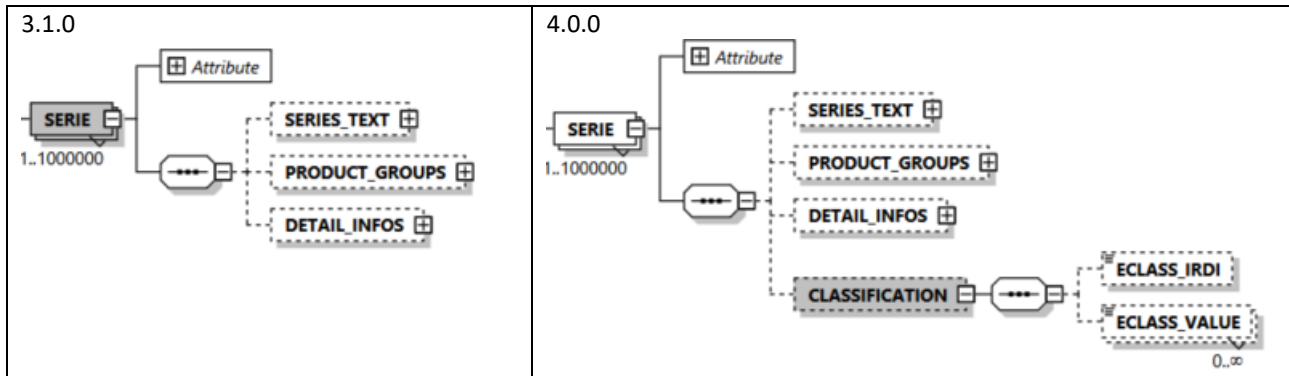 3.1.0
Attribute
SERIE
1..1000000
SERIES_TEXT
PRODUCT_GROUPS
DETAIL_INFOS
4.0.0
Attribute
SERIE
1..1000000
SERIES_TEXT
PRODUCT_GROUPS
DETAIL_INFOS
CLASSIFICATION
ECLASS_IRDI
ECLASS_VALUE
0..∞